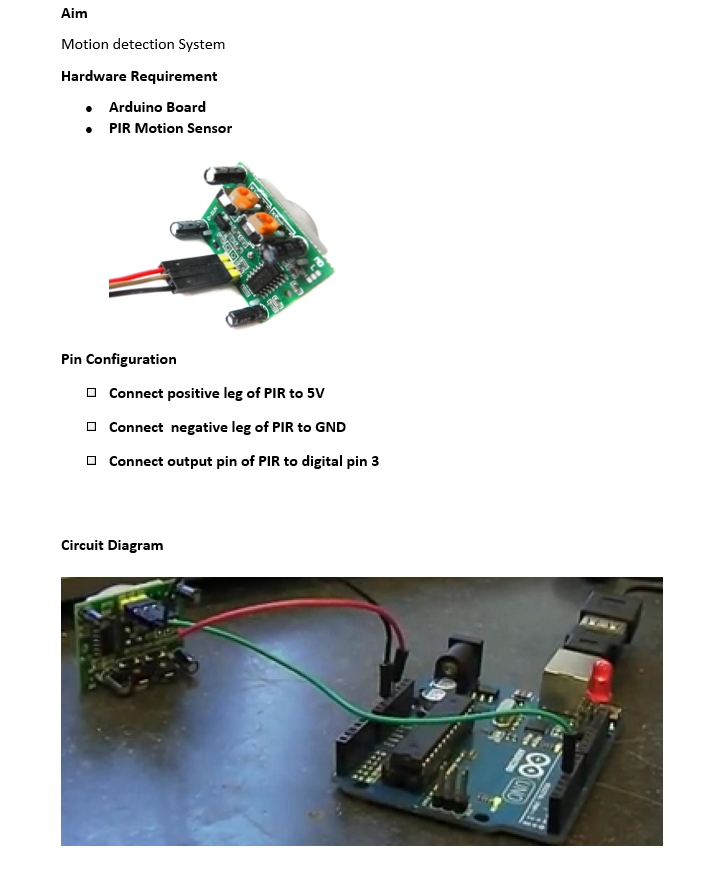 Aim
Motion detection System
Hardware Requirement
• Arduino Board
• PIR Motion Sensor
Pin Configuration
□ Connect positive leg of PIR to 5V
□ Connect  negative leg of PIR to GND
□ Connect output pin of PIR to digital pin 3
Circuit Diagram
UNO